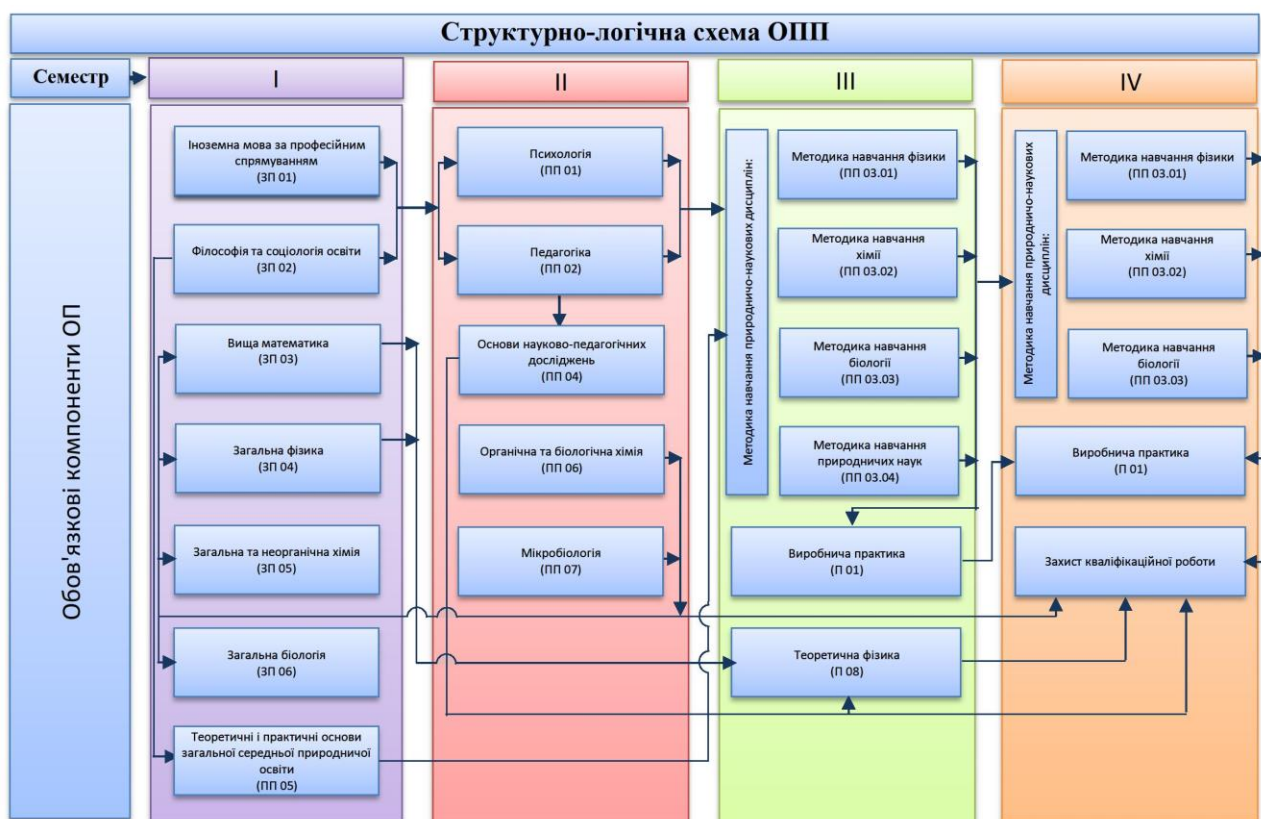 Структурно-логічна схема ОПП
Семестр
I
II
III
IV
Обов'язкові компоненти ОП
Іноземна мова за професійним
спрямуванням
(ЗП 01)
Філософія та соціологія освіти
(ЗП 02)
Вища математика
(ЗП 03)
Загальна фізика
(ЗП 04)
Загальна та неорганічна хімія
(ЗП 05)
Загальна біологія
(ЗП 06)
Теоретичні і практичні основи
загальної середньої природничої
освіти
(ПП 05)
Психологія
(ПП 01)
Педагогіка
(ПП 02)
Основи науково-педагогічних
досліджень
(ПП 04)
Органічна та біологічна хімія
(ПП 06)
Мікробіологія
(ПП 07)
Методика навчання природничо-наукових дисциплін:
Методика навчання фізики
(ПП 03.01)
Методика навчання
хімії
(ПП 03.02)
Методика навчання
біології
(ПП 03.03)
Методика навчання
природничих наук
(ПП 03.04)
Виробнича практика
(П 01)
Теоретична фізика
(П 08)
Методика навчання природничо-наукових
дисциплін:
Методика навчання фізики
(ПП 03.01)
Методика навчання
хімії
(ПП 03.02)
Методика навчання
біології
(ПП 03.03)
Виробнича практика
(П 01)
Захист кваліфікаційної роботи